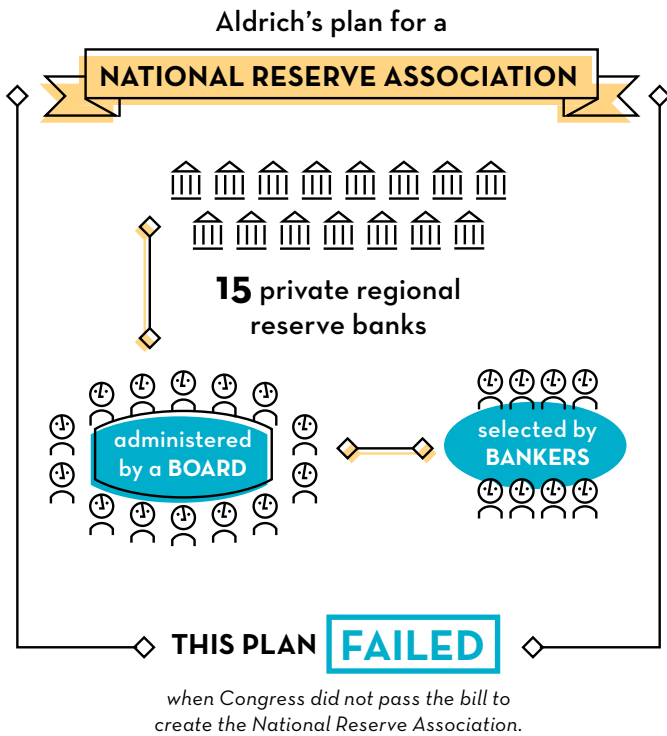 Aldrich’s plan for a
NATIONAL RESERVE ASSOCIATION
15 private regional
reserve banks
administered
by a BOARD
selected by
BANKERS
THIS PLAN FAILED
when Congress did not pass the bill to
create the National Reserve Association.